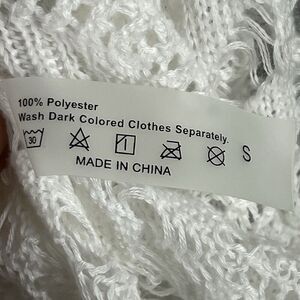 100% Polyester
Wash Dark Colored Clothes Separately.
30 S
MADE IN CHINA